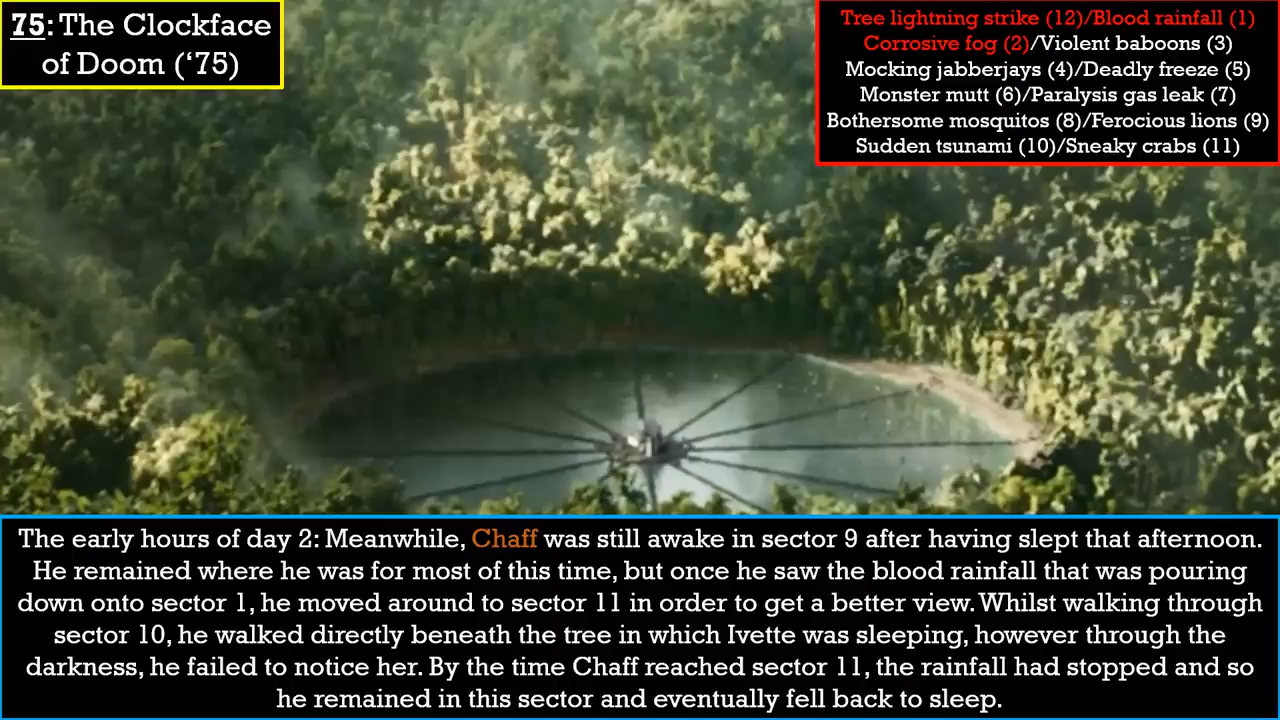 75: The Clockface
of Doom (‘75)
Tree lightning strike (12)/Blood rainfall (1)
Corrosive fog (2)/Violent baboons (3)
Mocking jabberjays (4)/Deadly freeze (5)
Monster mutt (6)/Paralysis gas leak (7)
Bothersome mosquitos (8)/Ferocious lions (9)
Sudden tsunami (10)/Sneaky crabs (11)
The early hours of day 2: Meanwhile, Chaff was still awake in sector 9 after having slept that afternoon.
He remained where he was for most of this time, but once he saw the blood rainfall that was pouring
down onto sector 1, he moved around to sector 11 in order to get a better view. Whilst walking through
sector 10, he walked directly beneath the tree in which Ivette was sleeping, however through the
darkness, he failed to notice her. By the time Chaff reached sector 11, the rainfall had stopped and so
he remained in this sector and eventually fell back to sleep.